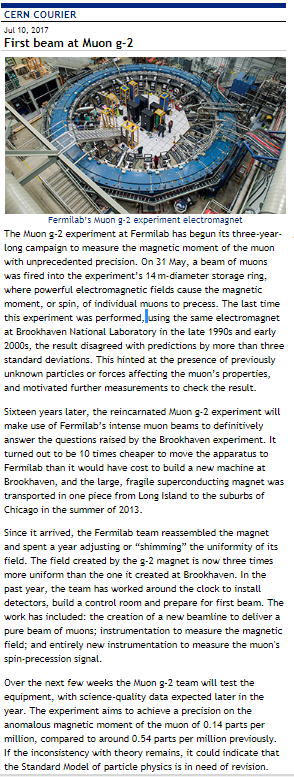 CERN COURIER
Jul 10, 2017
First beam at Muon g-2
Fermilab's Muon g-2 experiment electromagnet
The Muon g-2 experiment at Fermilab has begun its three-year-
long campaign to measure the magnetic moment of the muon
with unprecedented precision. On 31 May, a beam of muons
was fired into the experiment's 14 m-diameter storage ring,
where powerful electromagnetic fields cause the magnetic
moment, or spin, of individual muons to precess. The last time
this experiment was performed, using the same electromagnet
at Brookhaven National Laboratory in the late 1990s and early
2000s, the result disagreed with predictions by more than three
standard deviations. This hinted at the presence of previously
unknown particles or forces affecting the muon's properties,
and motivated further measurements to check the result.
Sixteen years later, the reincarnated Muon g-2 experiment will
make use of Fermilab's intense muon beams to definitively
answer the questions raised by the Brookhaven experiment. It
turned out to be 10 times cheaper to move the apparatus to
Fermilab than it would have cost to build a new machine at
Brookhaven, and the large, fragile superconducting magnet was
transported in one piece from Long Island to the suburbs of
Chicago in the summer of 2013.
Since it arrived, the Fermilab team reassembled the magnet
and spent a year adjusting or "shimming" the uniformity of its
field. The field created by the g-2 magnet is now three times
more uniform than the one it created at Brookhaven. In the
past year, the team has worked around the clock to install
detectors, build a control room and prepare for first beam. The
work has included: the creation of a new beamline to deliver a
pure beam of muons; instrumentation to measure the magnetic
field; and entirely new instrumentation to measure the muon's
spin-precession signal.
Over the next few weeks the Muon g-2 team will test the
equipment, with science-quality data expected later in the
year. The experiment aims to achieve a precision on the
anomalous magnetic moment of the muon of 0.14 parts per
million, compared to around 0.54 parts per million previously.
If the inconsistency with theory remains, it could indicate that
the Standard Model of particle physics is in need of revision.